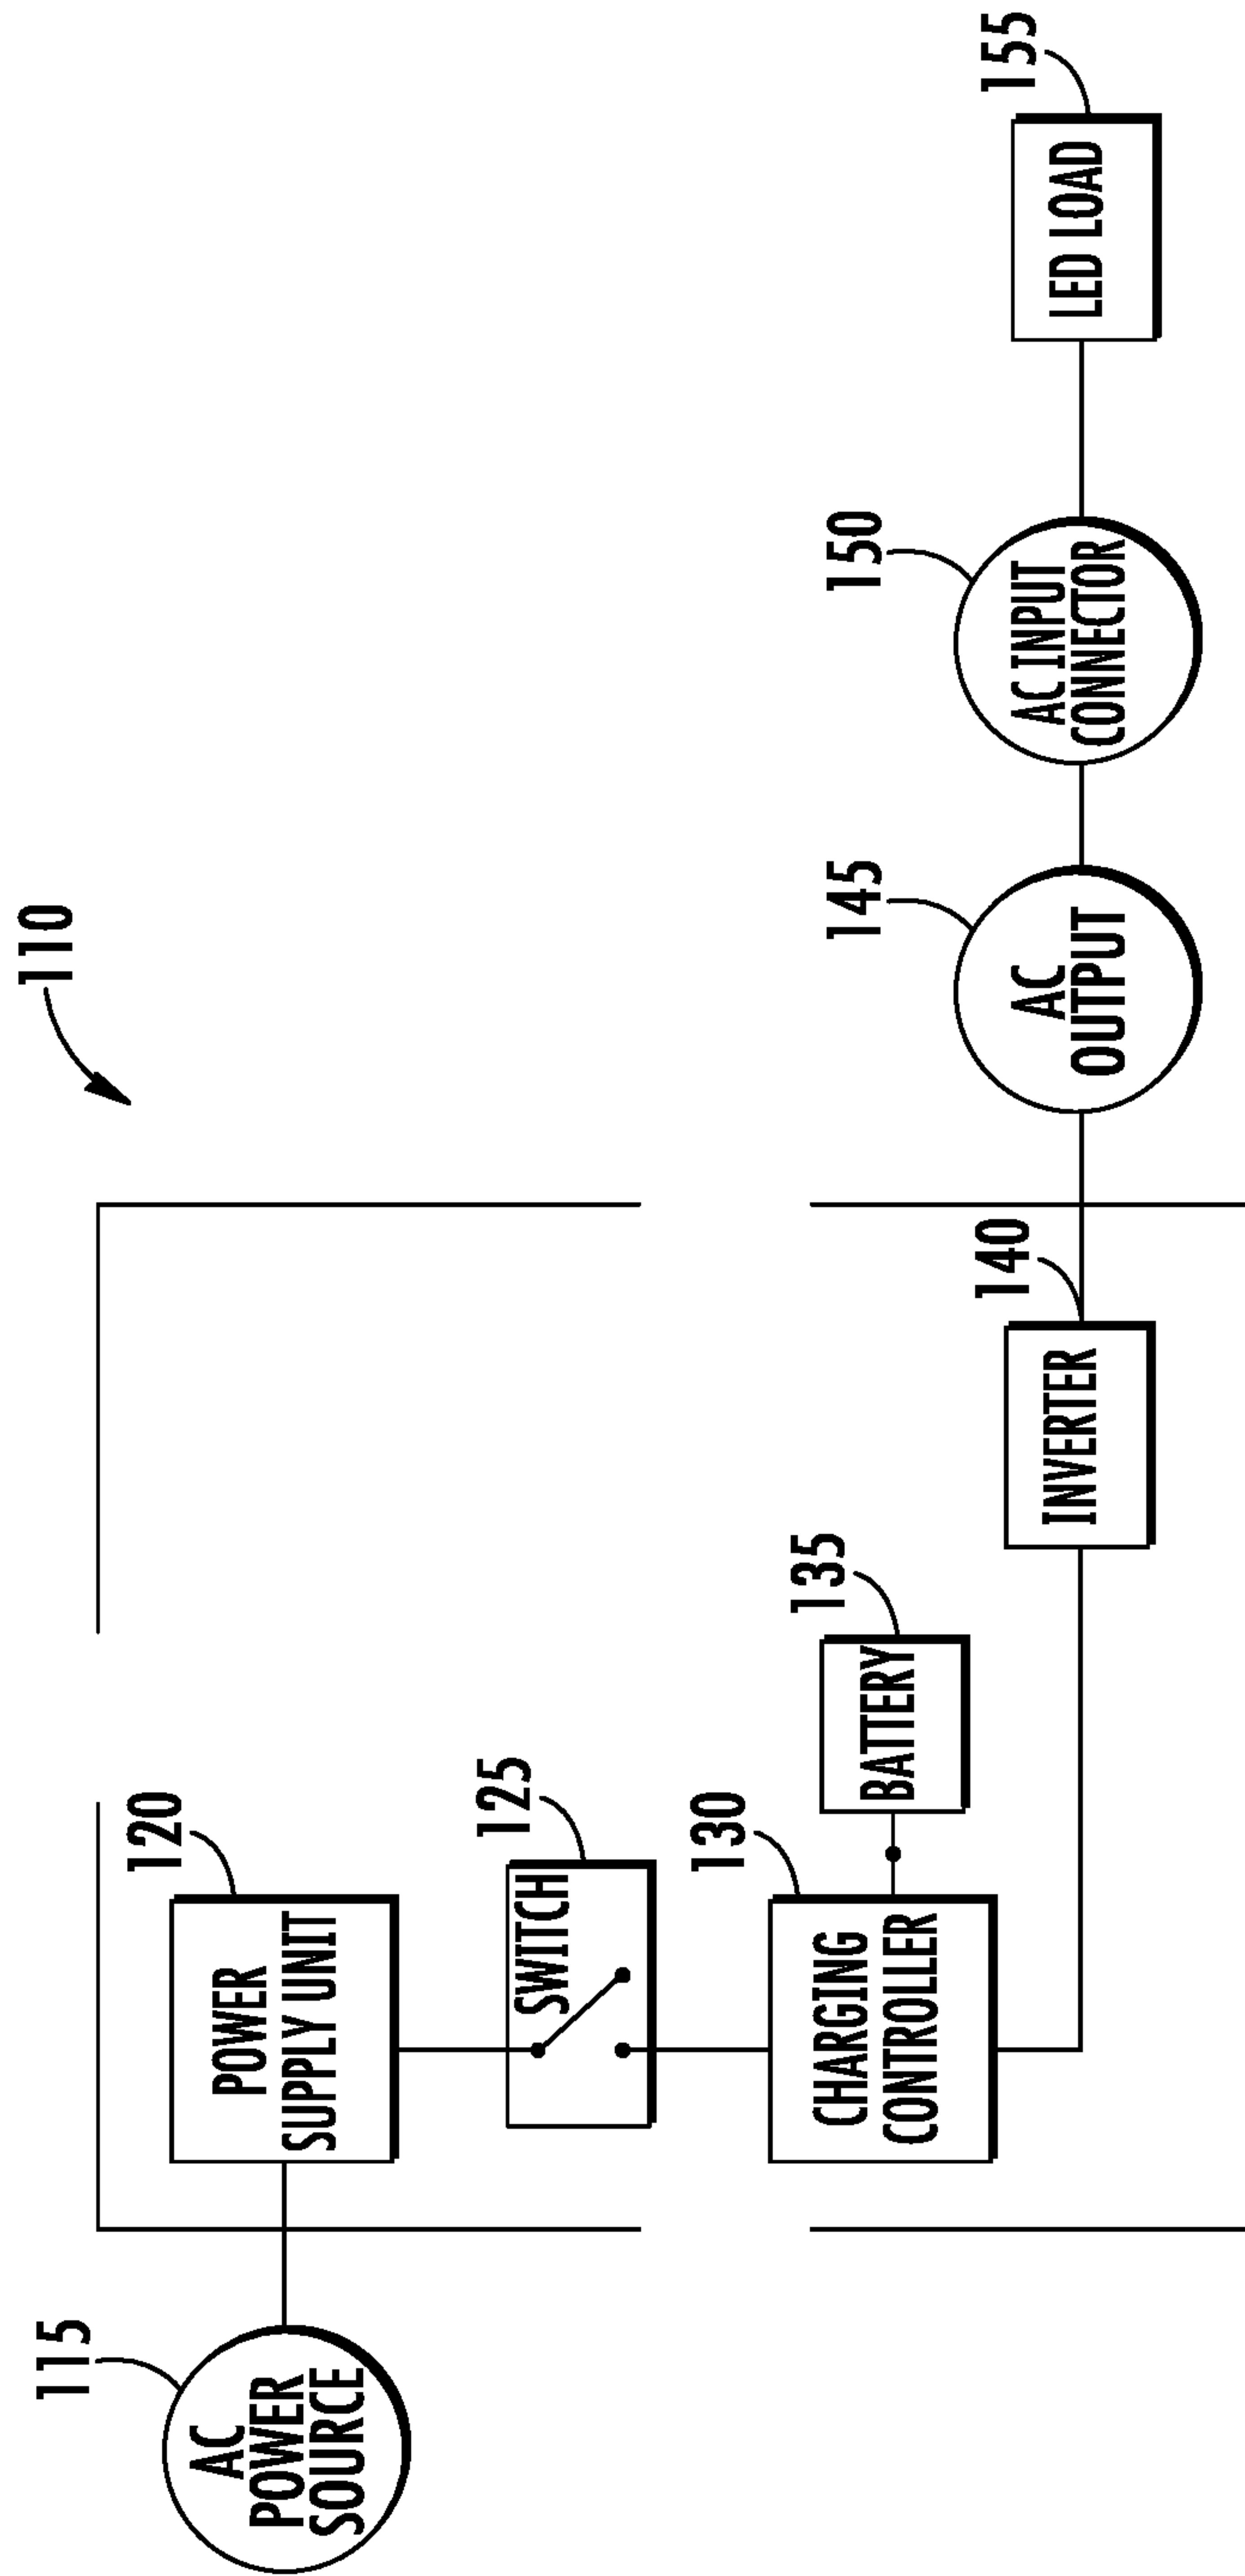 110
115
AC
POWER
SOURCE
120
POWER
SUPPLY UNIT
125
SWITCH
130
CHARGING
CONTROLLER
135
BATTERY
140
INVERTER
145
AC
OUTPUT
150
AC INPUT
CONNECTOR
155
LED LOAD